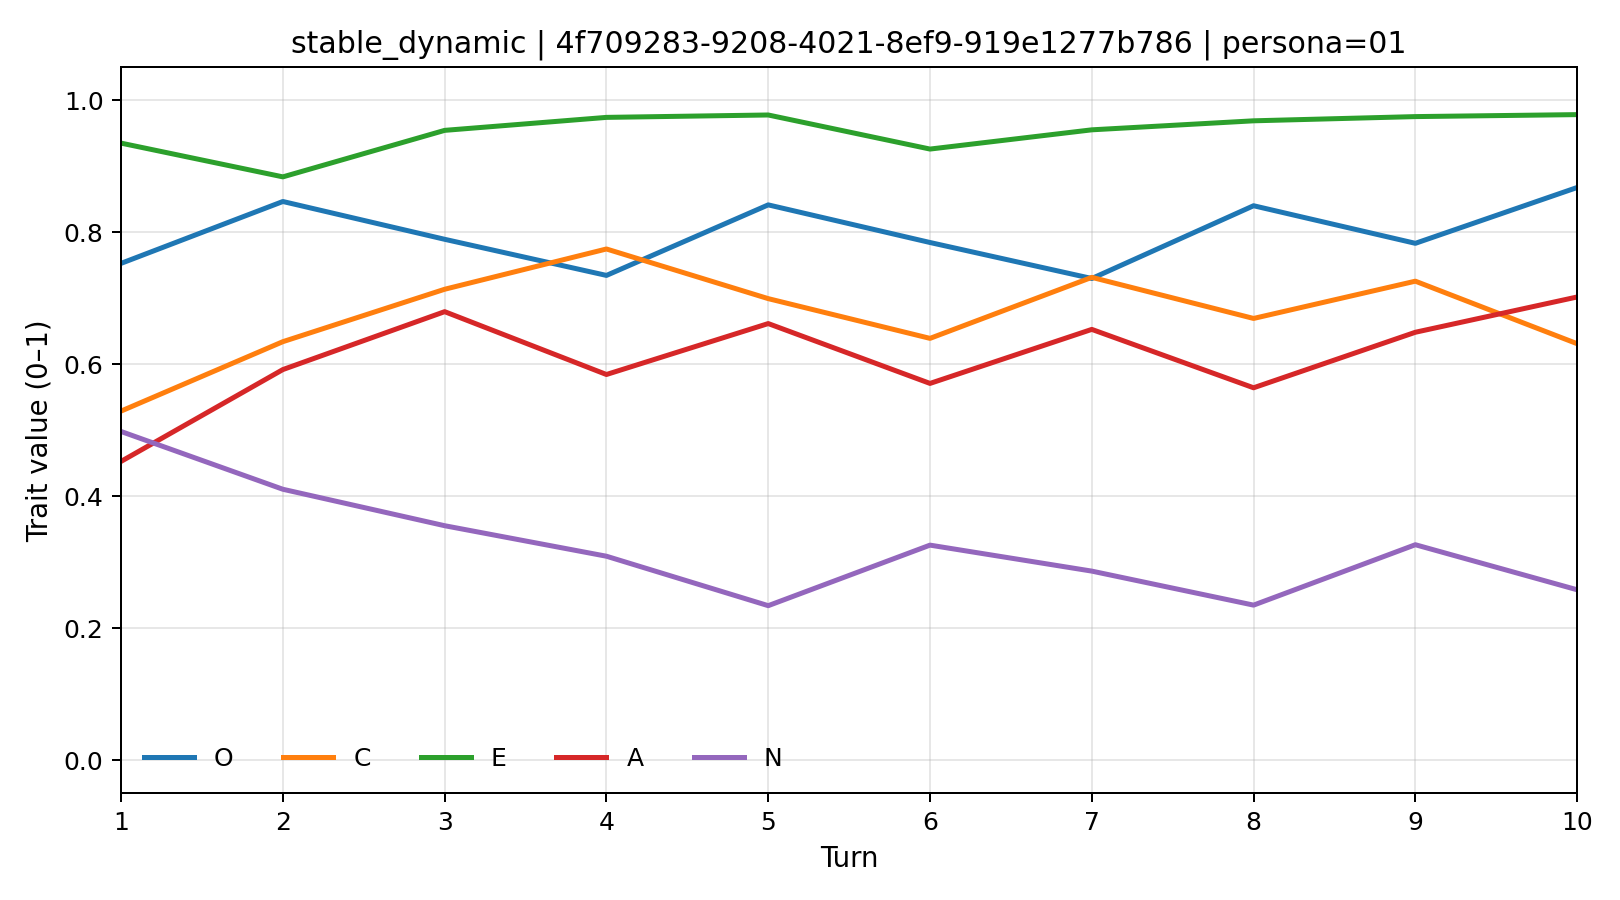 stable_dynamic | 4f709283-9208-4021-8ef9-919e1277b786 | persona=01
Trait value (0–1)
1.0
0.8
0.6
0.4
0.2
0.0
O C E A N
1 2 3 4 5 6 7 8 9 10
Turn